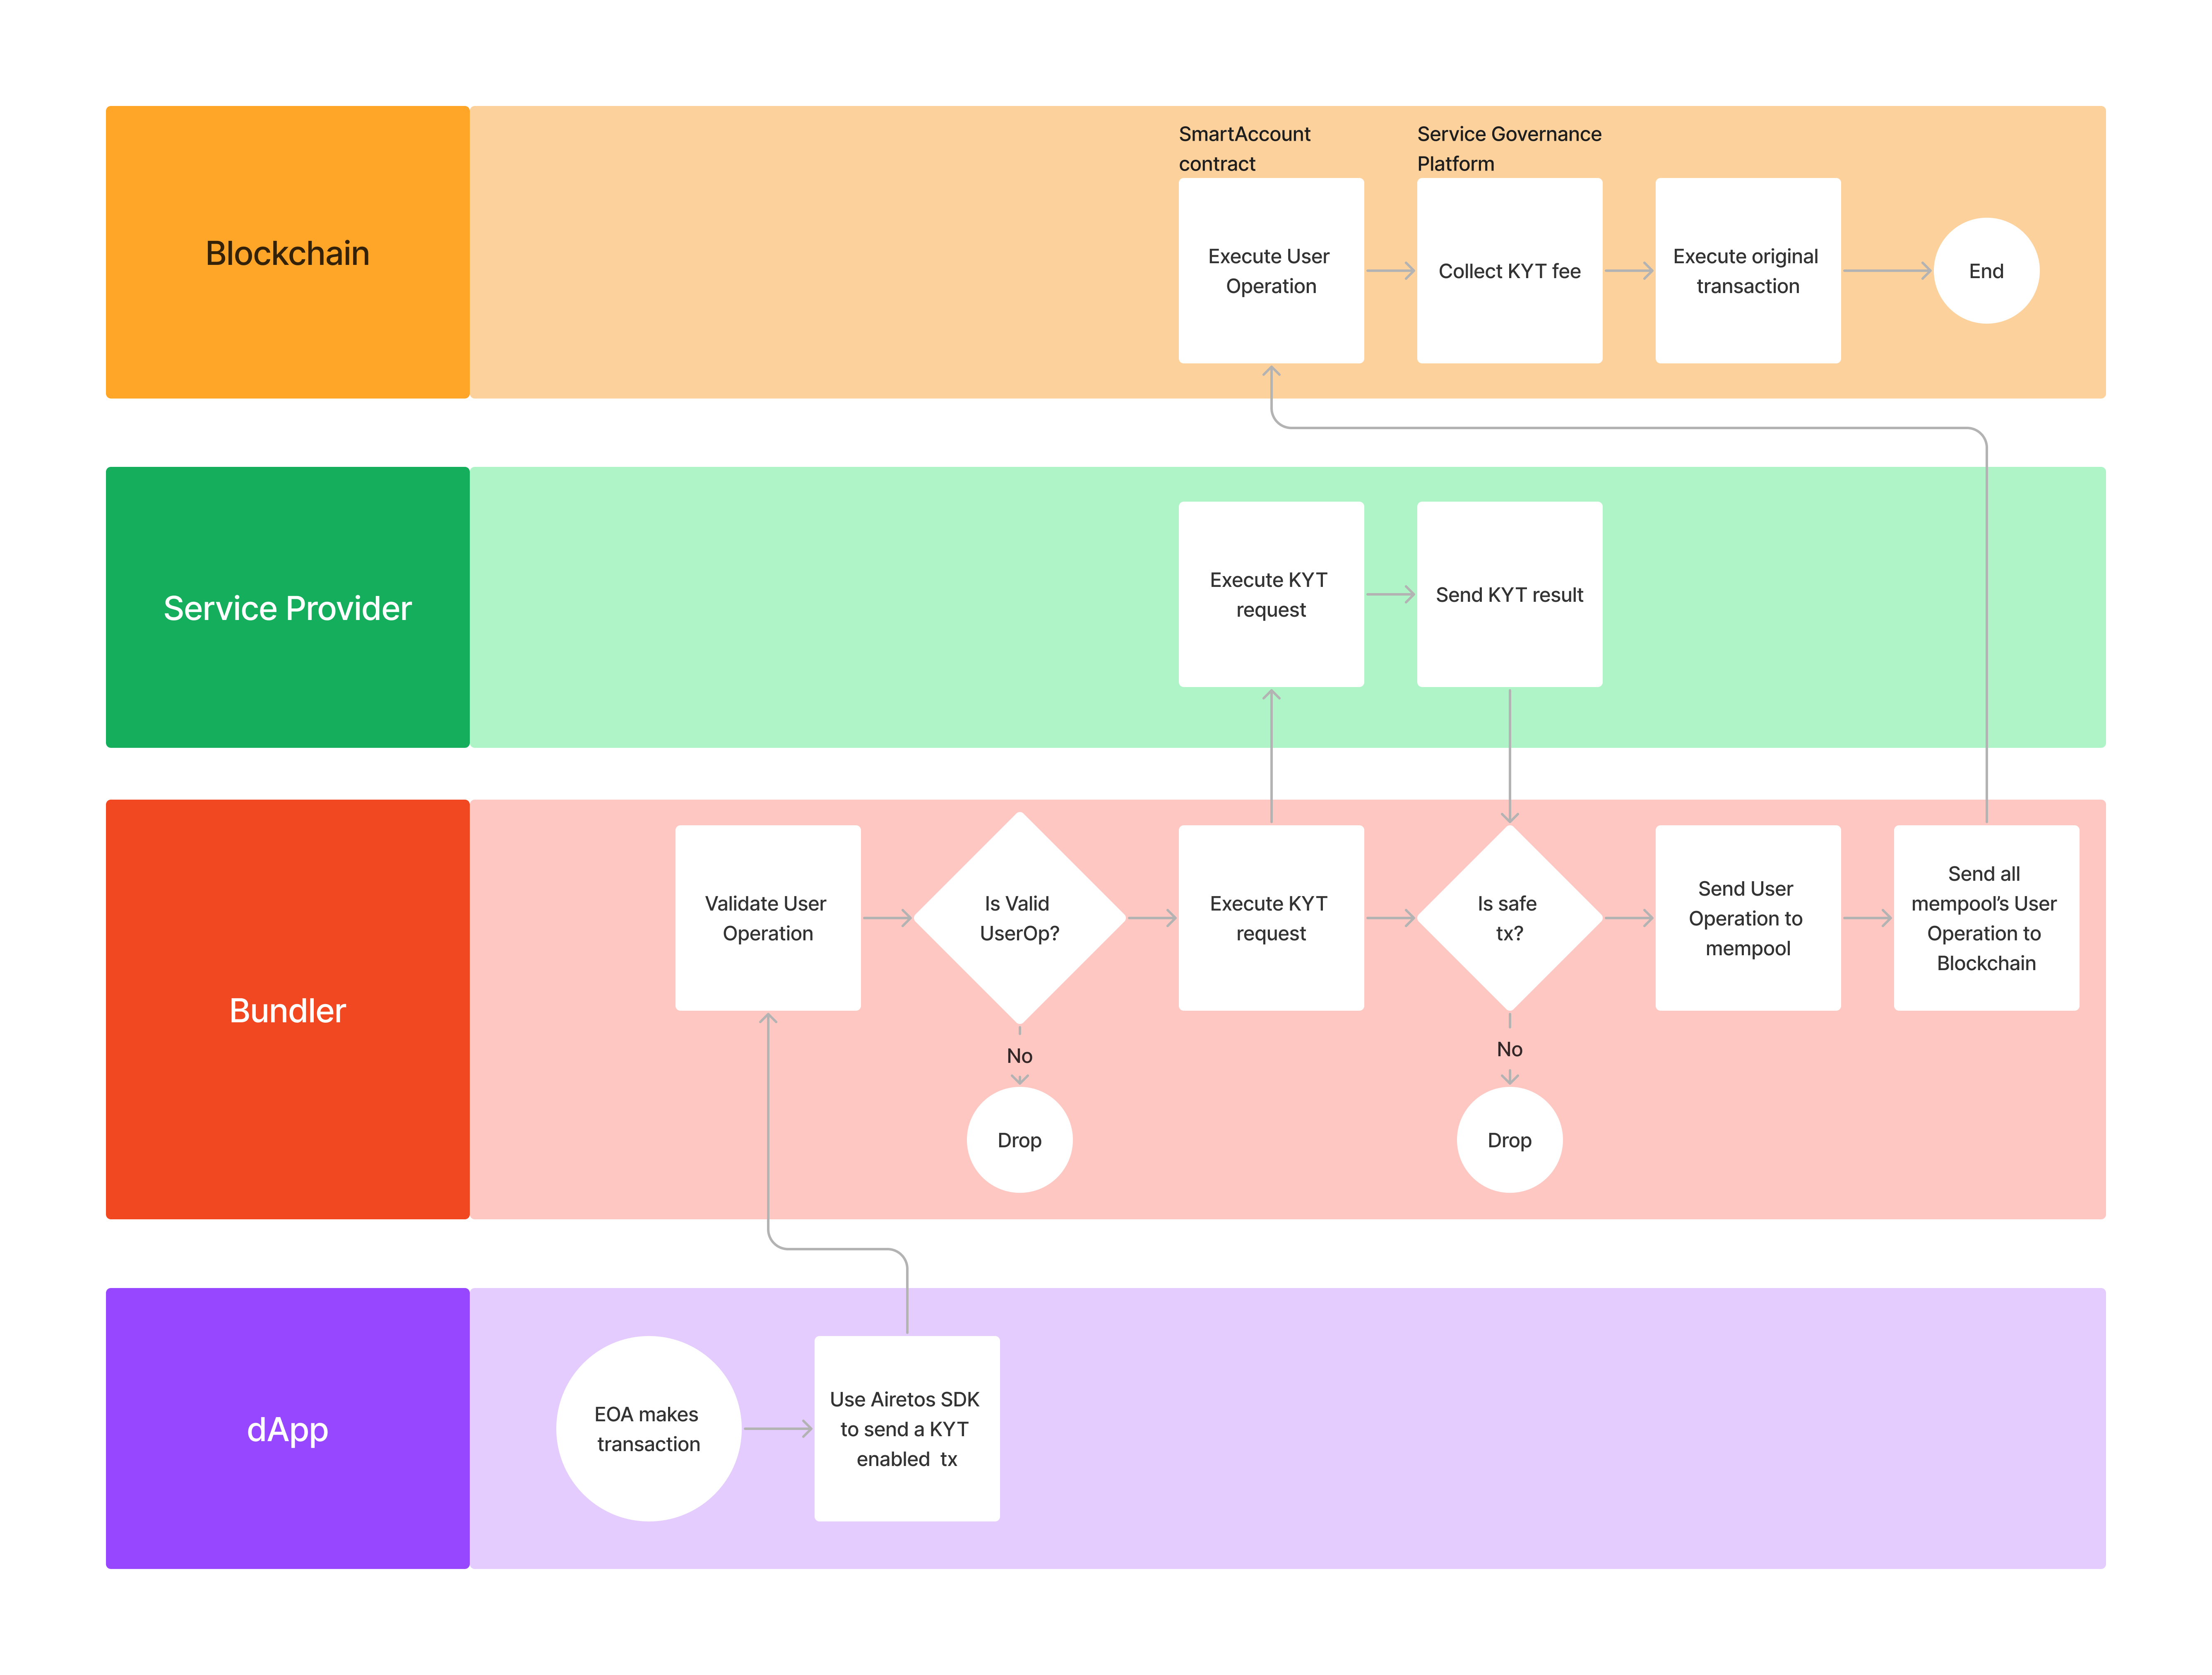 SmartAccount
contract
Service Governance
Platform
Blockchain
Execute User
Operation
Collect KYT fee
Execute original
transaction
End
Service Provider
Execute KYT
request
Send KYT result
Bundler
Validate User
Operation
Is Valid
UserOp?
Execute KYT
request
Is safe
tx?
Send User
Operation to
mempool
Send all
mempool’s User
Operation to
Blockchain
No
No
Drop
Drop
dApp
EOA makes
transaction
Use Airetos SDK
to send a KYT
enabled  tx